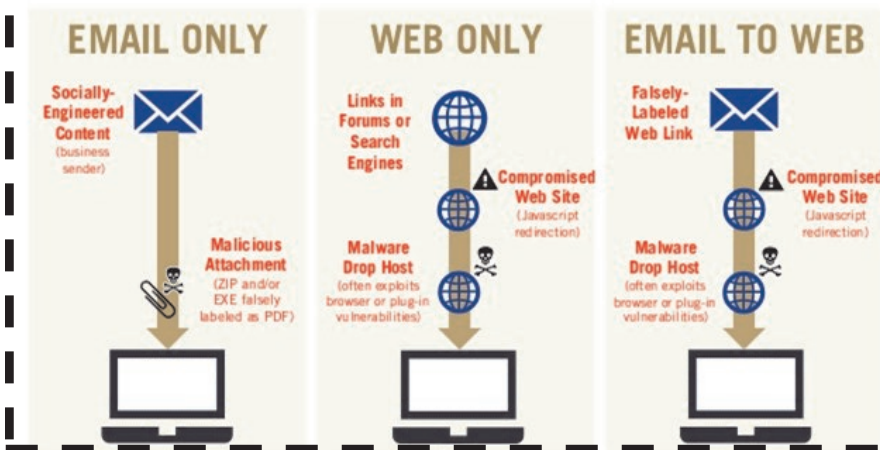 EMAIL ONLY
Socially-
Engineered
Content
(business
sender)
Malicious
Attachment
(ZIP and/or
EXE falsely
labeled as PDF)
WEB ONLY
Links in
Forums or
Search
Engines
Compromised
Web Site
(Javascript
redirection)
Malware
Drop Host
(often exploits
browser or plug-in
vulnerabilities)
EMAIL TO WEB
Falsely-
Labeled
Web Link
Compromised
Web Site
(Javascript
redirection)
Malware
Drop Host
(often exploits
browser or plug-in
vulnerabilities)